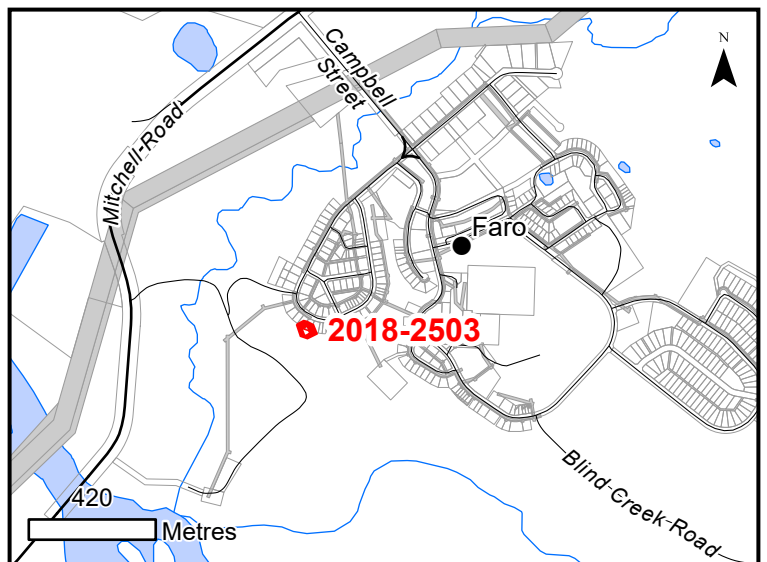 Campbell
Street
N
Mitchell-Road
Faro
2018-2503
Blind-Creek-Road
420
Metres